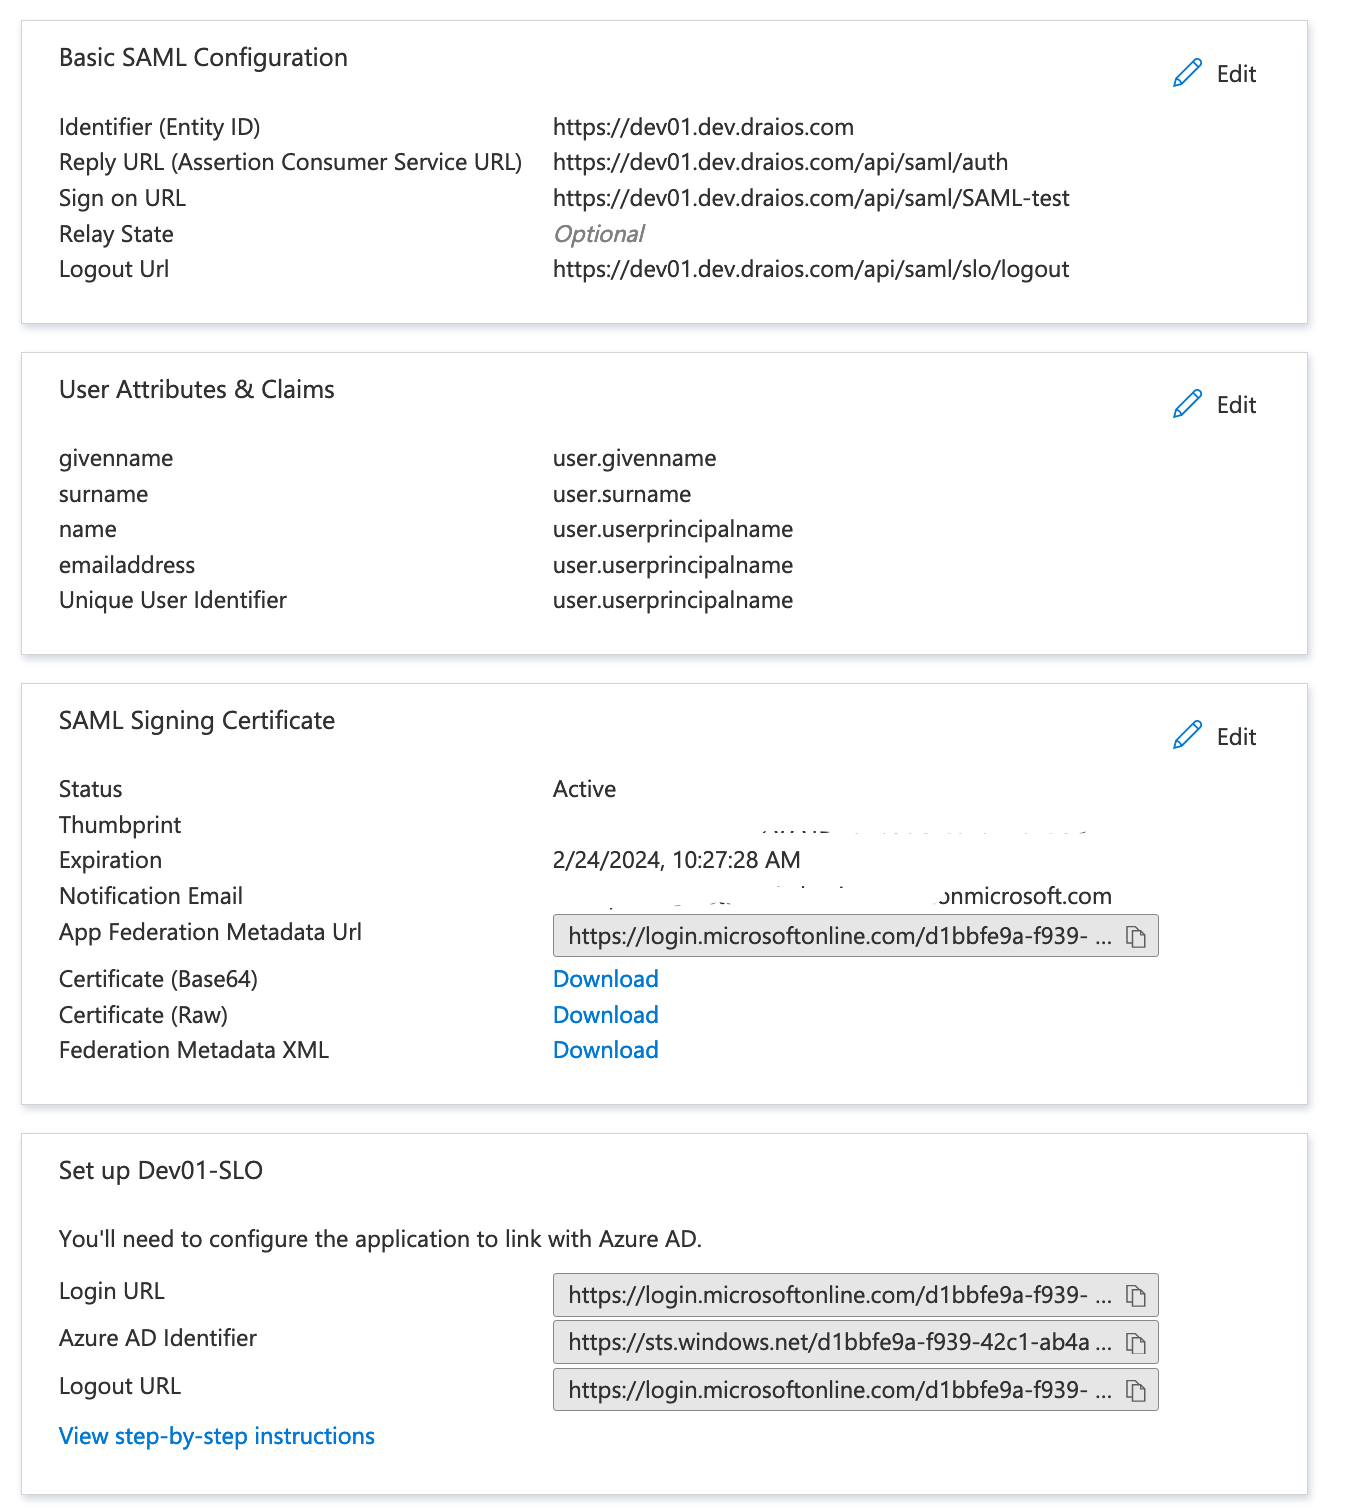 Basic SAML Configuration
Edit
Identifier (Entity ID) https://dev01.dev.draios.com
Reply URL (Assertion Consumer Service URL) https://dev01.dev.draios.com/api/saml/auth
Sign on URL https://dev01.dev.draios.com/api/saml/SAML-test
Relay State Optional
Logout Url https://dev01.dev.draios.com/api/saml/slo/logout
User Attributes & Claims
Edit
givenname user.givenname
surname user.surname
name user.userprincipalname
emailaddress user.userprincipalname
Unique User Identifier user.userprincipalname
SAML Signing Certificate
Edit
Status Active
Thumbprint
Expiration 2/24/2024, 10:27:28 AM
Notification Email onmicrosoft.com
App Federation Metadata Url https://login.microsoftonline.com/d1bbfe9a-f939- ...
Certificate (Base64) Download
Certificate (Raw) Download
Federation Metadata XML Download
Set up Dev01-SLO
You'll need to configure the application to link with Azure AD.
Login URL https://login.microsoftonline.com/d1bbfe9a-f939- ...
Azure AD Identifier https://sts.windows.net/d1bbfe9a-f939-42c1-ab4a ...
Logout URL https://login.microsoftonline.com/d1bbfe9a-f939- ...
View step-by-step instructions